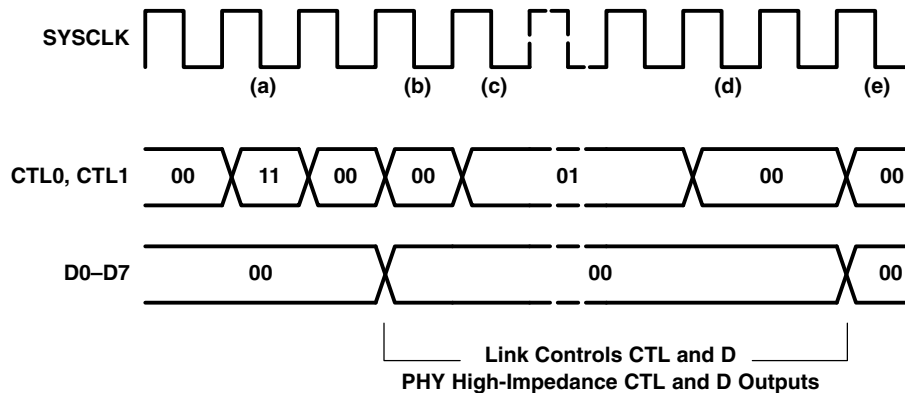 SYSCLK
(a) (b) (c) (d) (e)
CTL0, CTL1 00 11 00 00 01 00 00
D0–D7 00 00 00
Link Controls CTL and D
PHY High-Impedance CTL and D Outputs